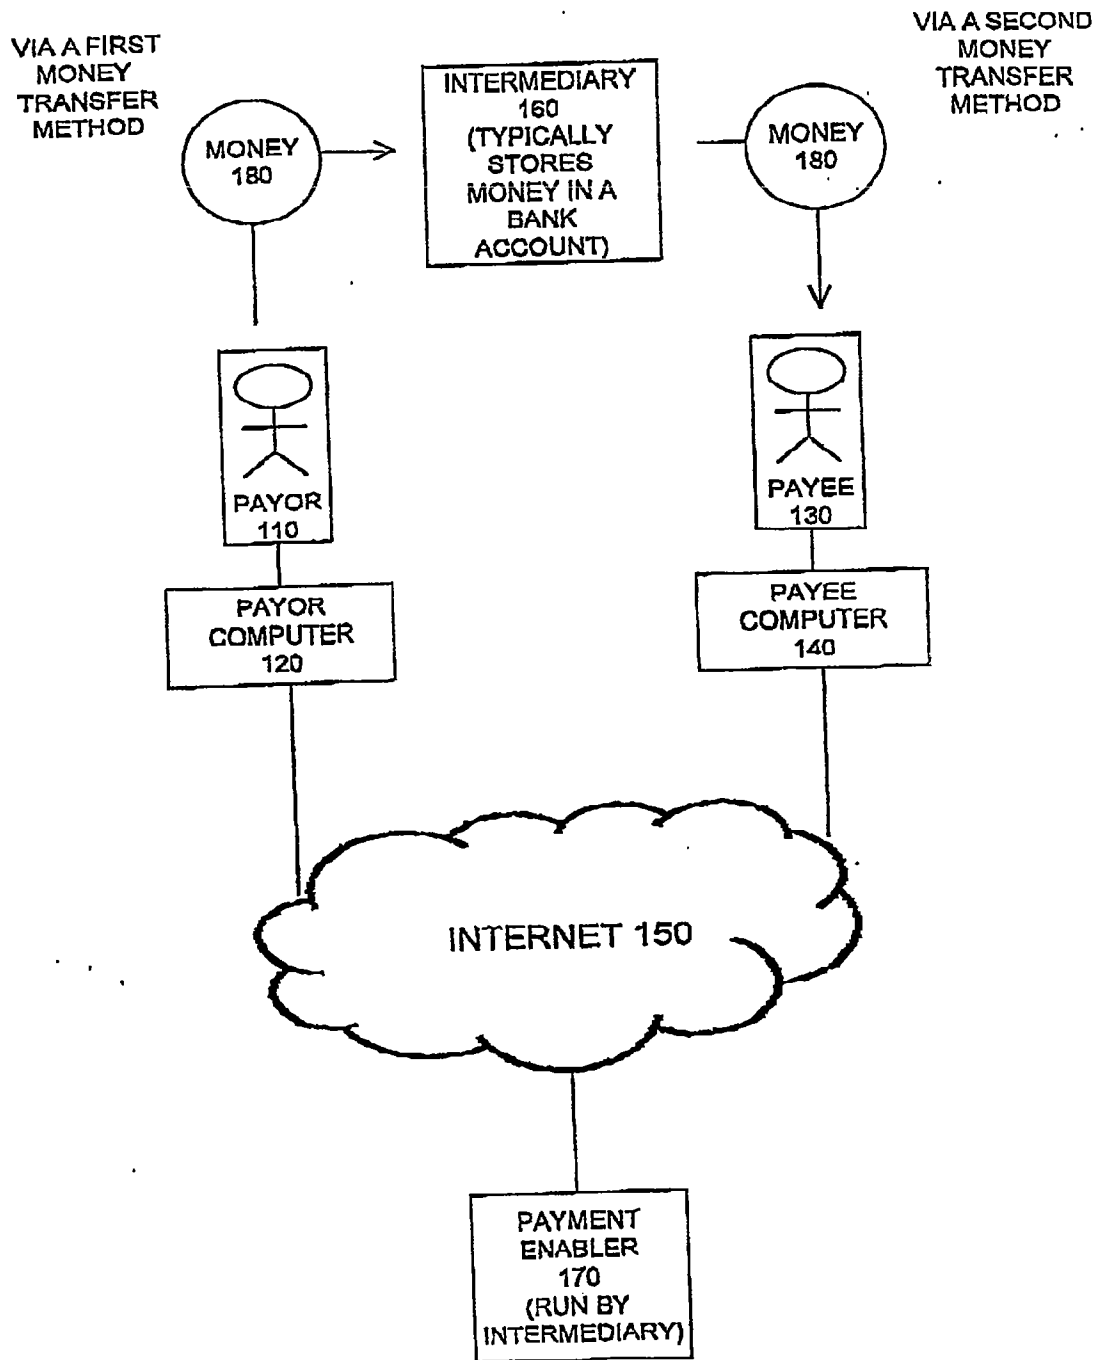 VIA A FIRST
MONEY
TRANSFER
METHOD
MONEY
180
INTERMEDIARY
160
(TYPICALLY
STORES
MONEY IN A
BANK
ACCOUNT)
MONEY
180
VIA A SECOND
MONEY
TRANSFER
METHOD
PAYOR
110
PAYEE
130
PAYOR
COMPUTER
120
PAYEE
COMPUTER
140
INTERNET 150
PAYMENT
ENABLER
170
(RUN BY
INTERMEDIARY)